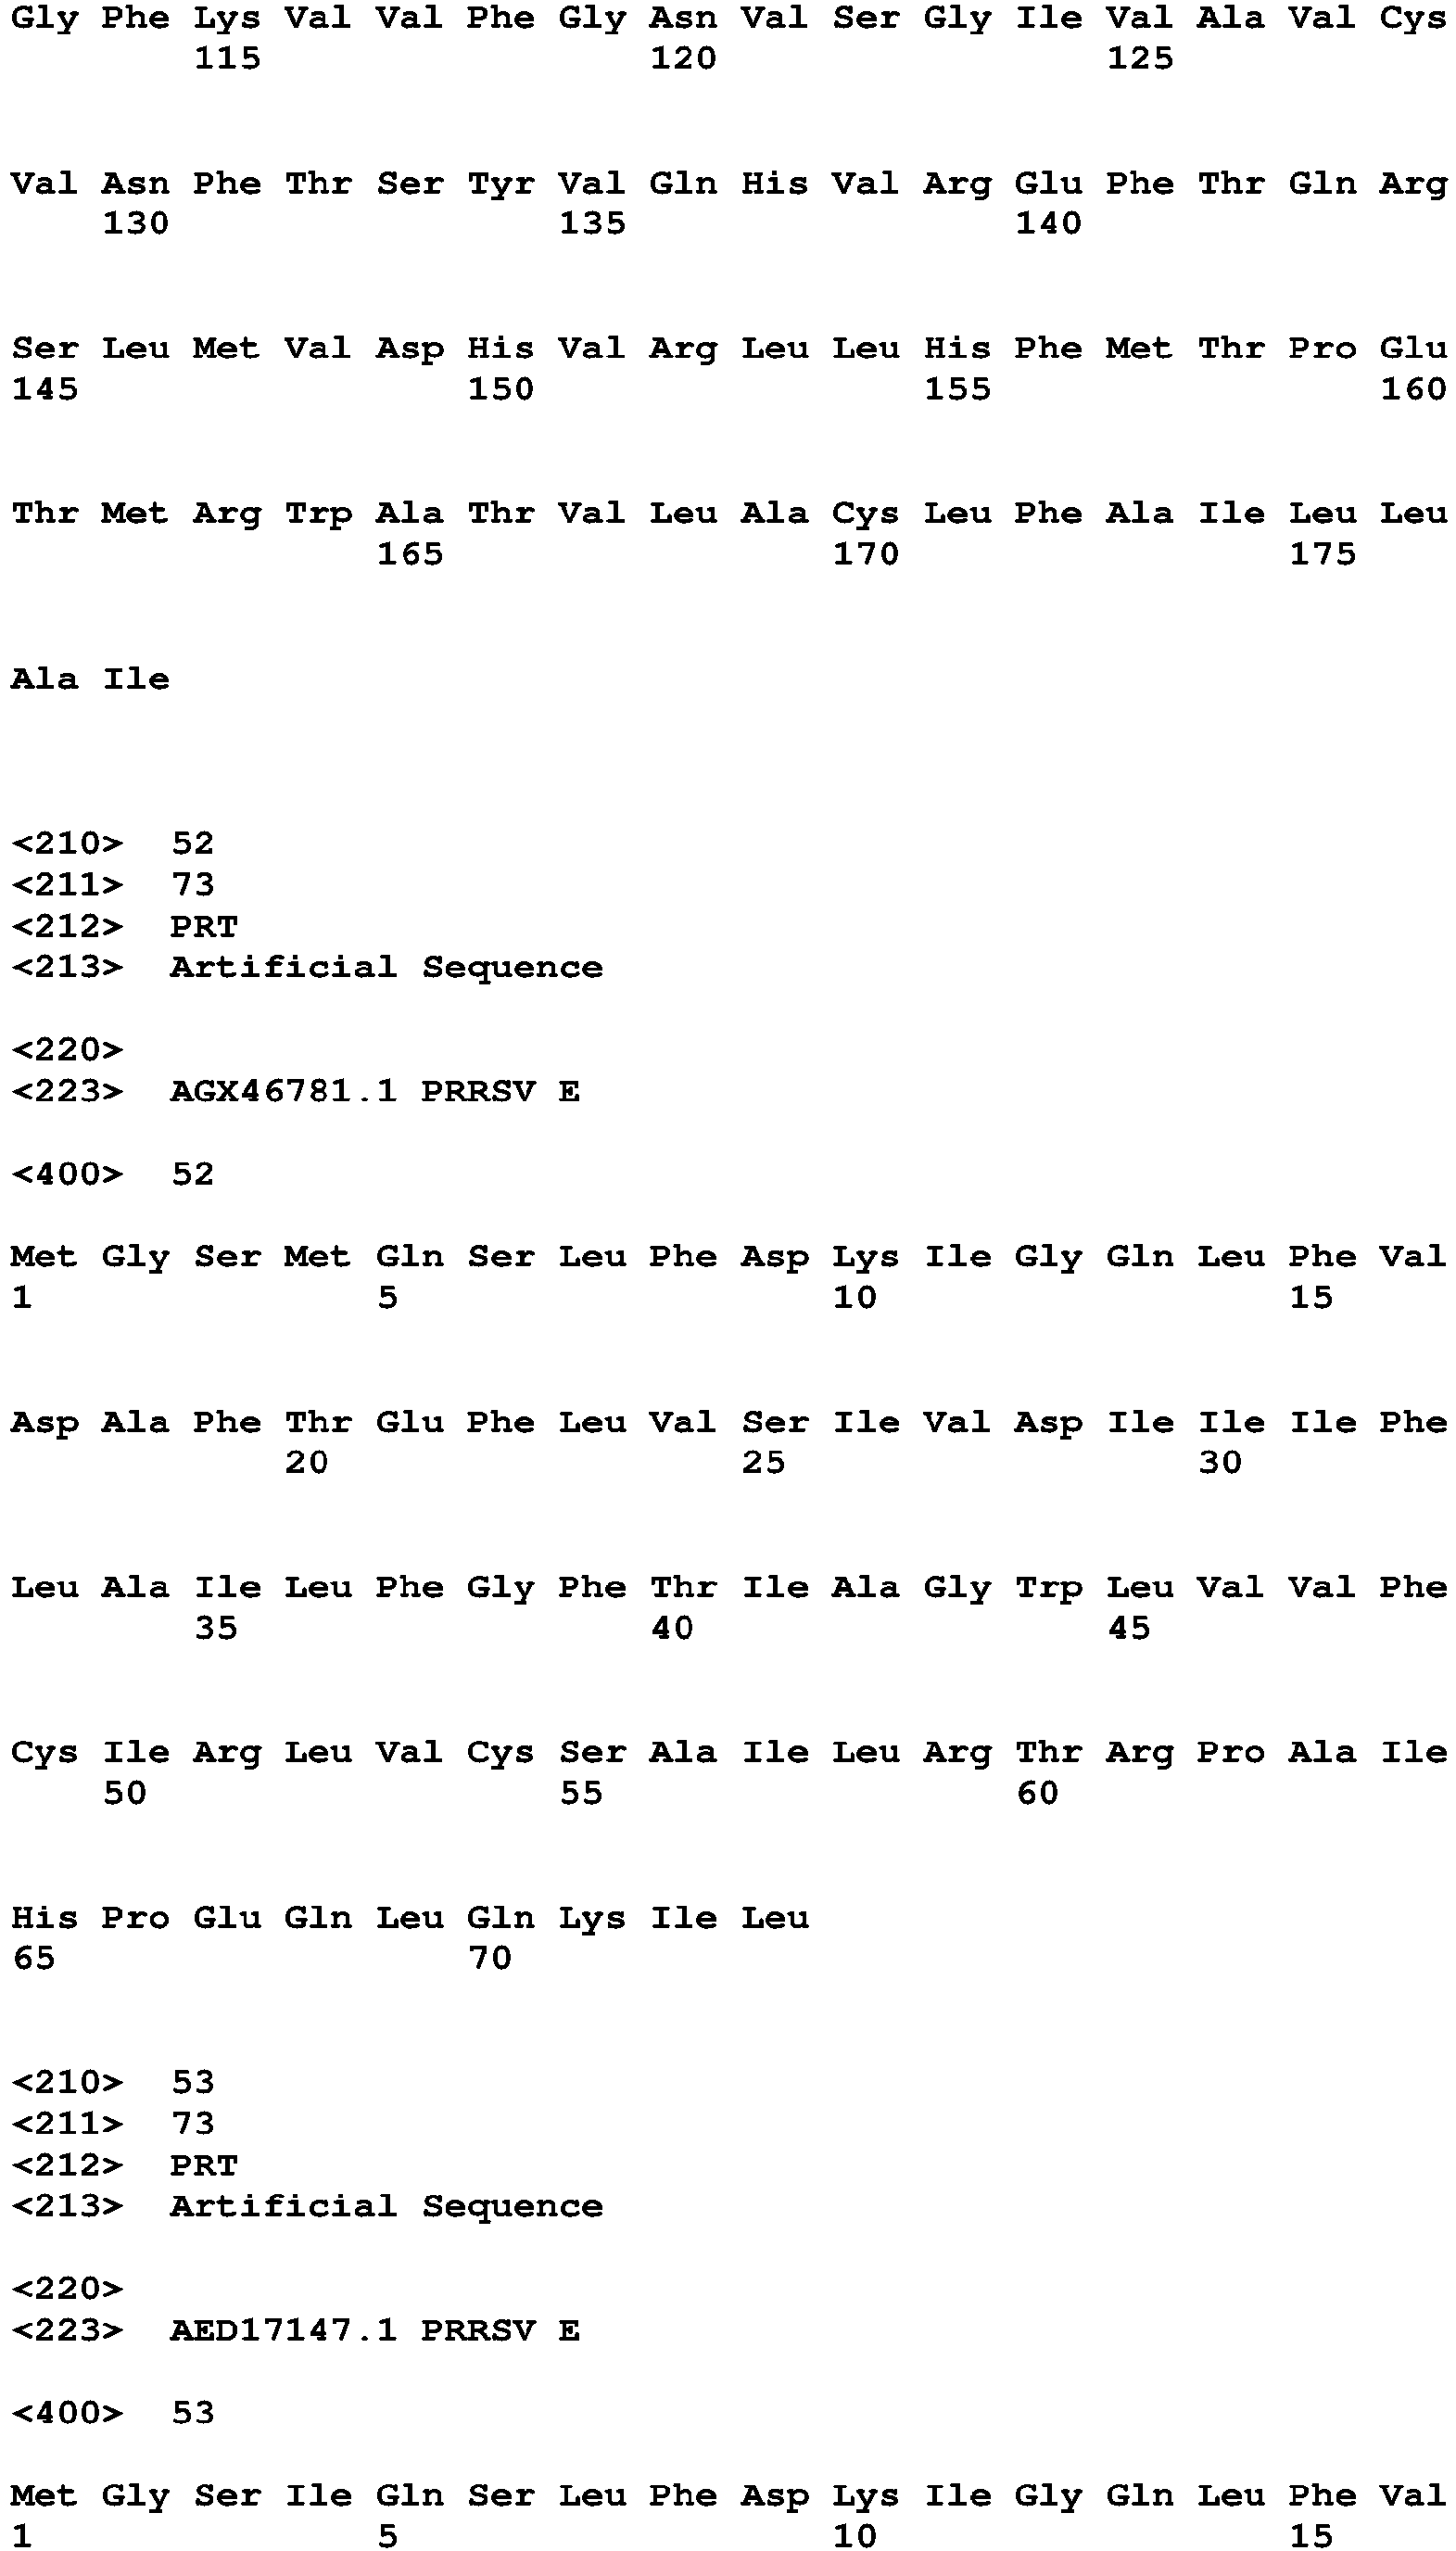 Gly Phe Lys Val Val Phe Gly Asn Val Ser Gly Ile Val Ala Val Cys
115 120 125
Val Asn Phe Thr Ser Tyr Val Gln His Val Arg Glu Phe Thr Gln Arg
130 135 140
Ser Leu Met Val Asp His Val Arg Leu Leu His Phe Met Thr Pro Glu
145 150 155 160
Thr Met Arg Trp Ala Thr Val Leu Ala Cys Leu Phe Ala Ile Leu Leu
165 170 175
Ala Ile
<210> 52
<211> 73
<212> PRT
<213> Artificial Sequence
<220>
<223> AGX46781.1 PRRSV E
<400> 52
Met Gly Ser Met Gln Ser Leu Phe Asp Lys Ile Gly Gln Leu Phe Val
1 5 10 15
Asp Ala Phe Thr Glu Phe Leu Val Ser Ile Val Asp Ile Ile Ile Phe
20 25 30
Leu Ala Ile Leu Phe Gly Phe Thr Ile Ala Gly Trp Leu Val Val Phe
35 40 45
Cys Ile Arg Leu Val Cys Ser Ala Ile Leu Arg Thr Arg Pro Ala Ile
50 55 60
His Pro Glu Gln Leu Gln Lys Ile Leu
65 70
<210> 53
<211> 73
<212> PRT
<213> Artificial Sequence
<220>
<223> AED17147.1 PRRSV E
<400> 53
Met Gly Ser Ile Gln Ser Leu Phe Asp Lys Ile Gly Gln Leu Phe Val
1 5 10 15